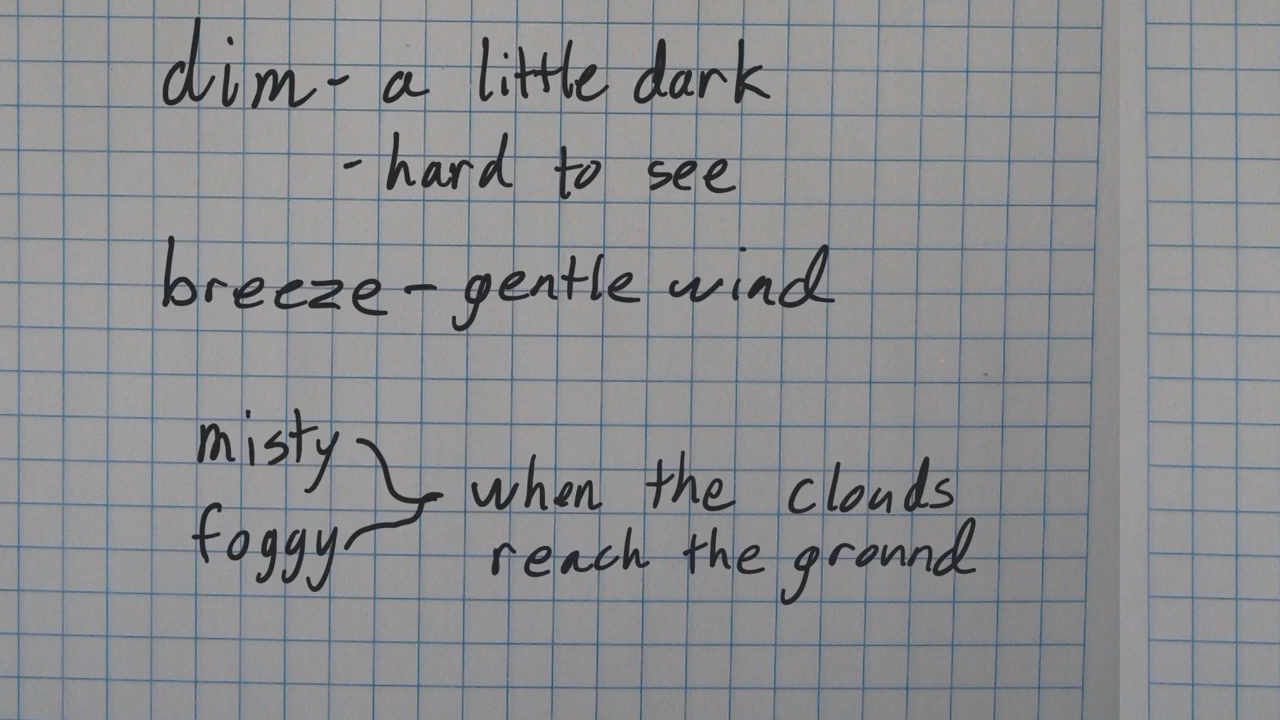 dim - a little dark
- hard to see
breeze - gentle wind
misty
foggy
when the clouds
reach the ground